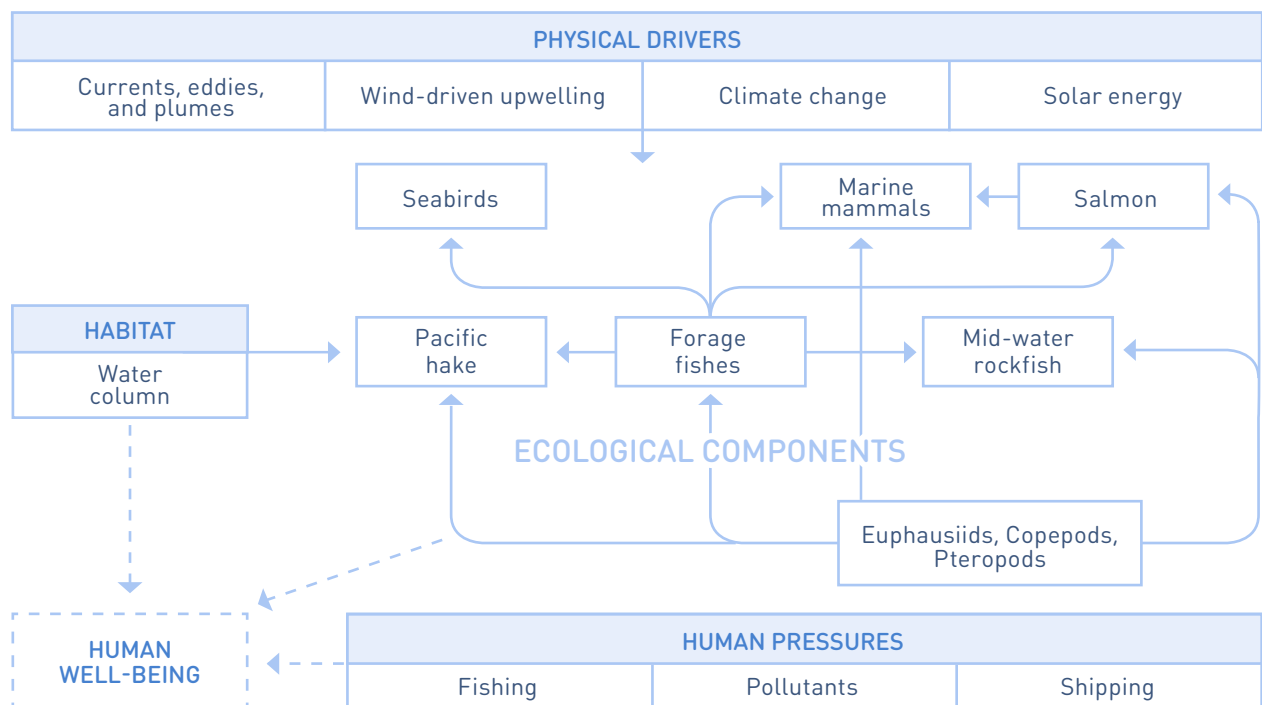 PHYSICAL DRIVERS
Currents, eddies,
and plumes
Wind-driven upwelling
Climate change
Solar energy
Seabirds
Marine
mammals
Salmon
HABITAT
Water
column
Pacific
hake
Forage
fishes
Mid-water
rockfish
ECOLOGICAL COMPONENTS
Euphausiids, Copepods,
Pteropods
HUMAN
WELL-BEING
HUMAN PRESSURES
Fishing
Pollutants
Shipping